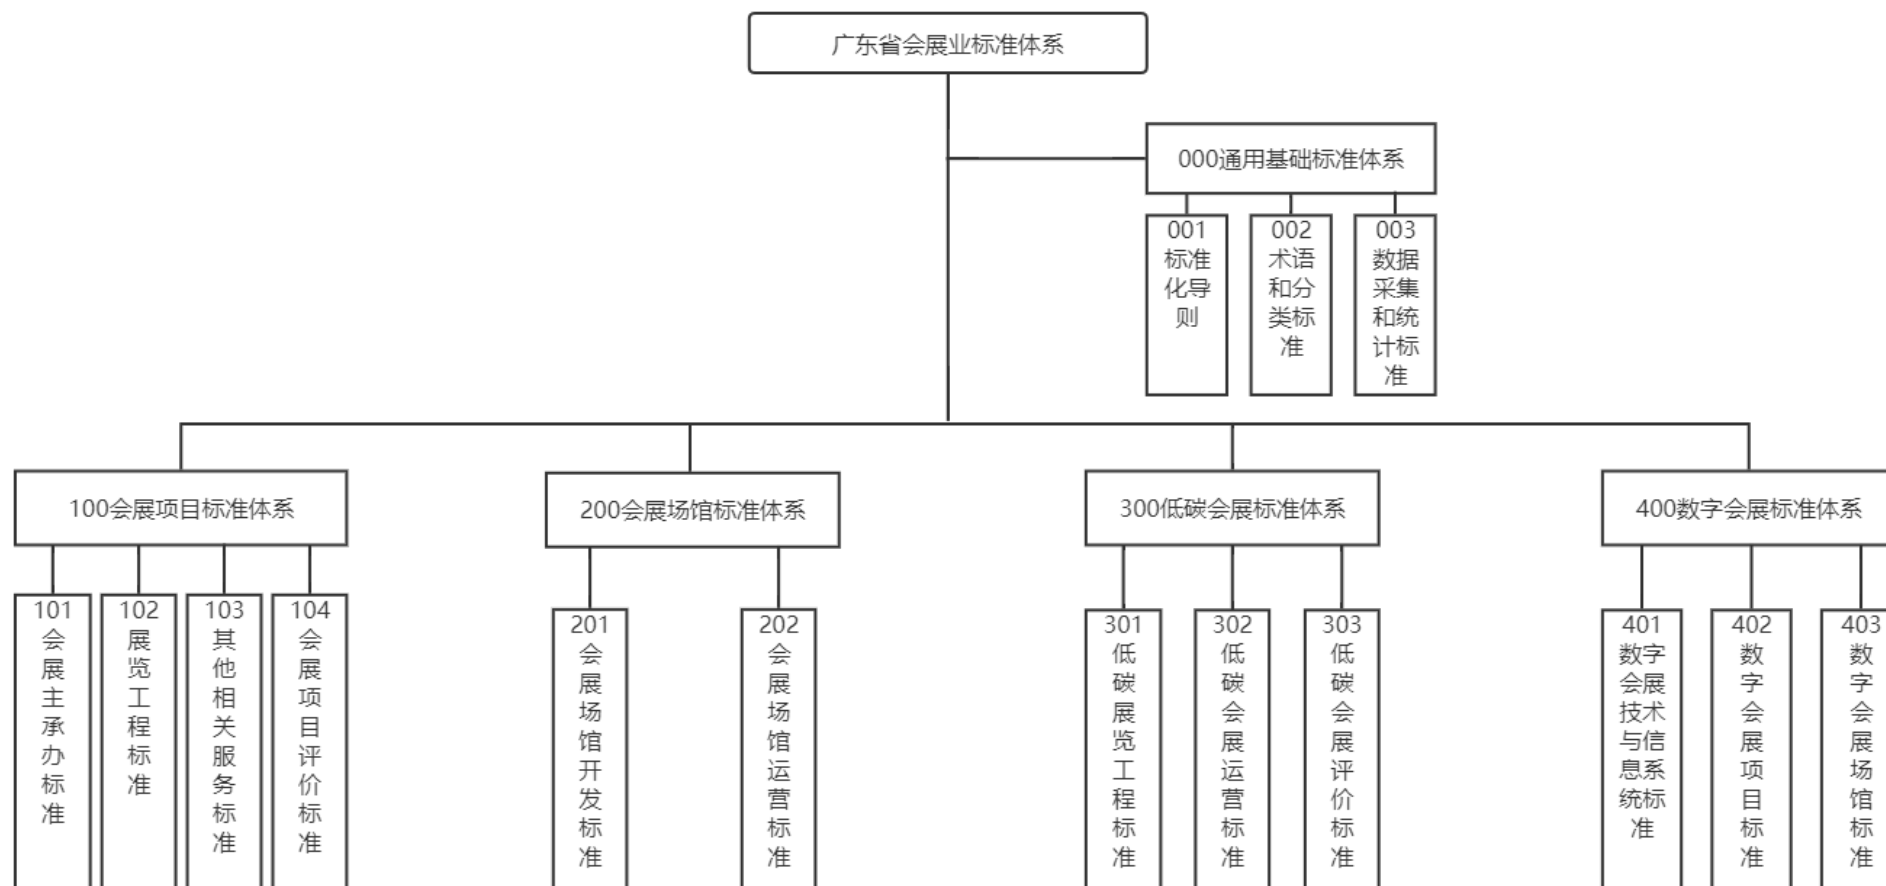 广东省会展业标准体系
000通用基础标准体系
001
标准
化导
则
002
术语
和分
类标
准
003
数据
采集
和统
计标
准
100会展项目标准体系
200会展场馆标准体系
300低碳会展标准体系
400数字会展标准体系
101
会
展
主
承
办
标
准
102
展
览
工
程
标
准
103
其
他
相
关
服
务
标
准
104
会
展
项
目
评
价
标
准
201
会
展
场
馆
开
发
标
准
202
会
展
场
馆
运
营
标
准
301
低
碳
展
览
工
程
标
准
302
低
碳
会
展
运
营
标
准
303
低
碳
会
展
评
价
标
准
401
数字
会展
技术
与信
息系
统标
准
402
数
字
会
展
项
目
标
准
403
数
字
会
展
场
馆
标
准